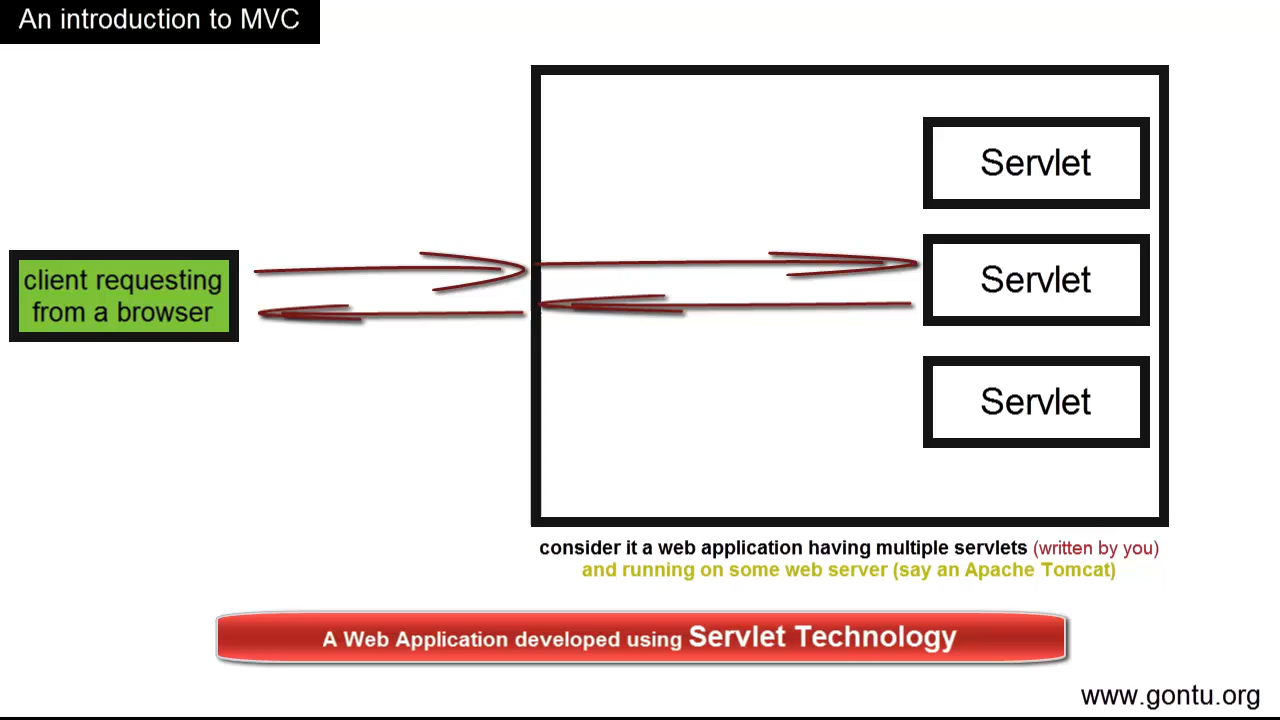 An introduction to MVC
Servlet
client requesting
from a browser
Servlet
Servlet
consider it a web application having multiple servlets (written by you)
and running on some web server (say an Apache Tomcat)
A Web Application developed using Servlet Technology
www.gontu.org